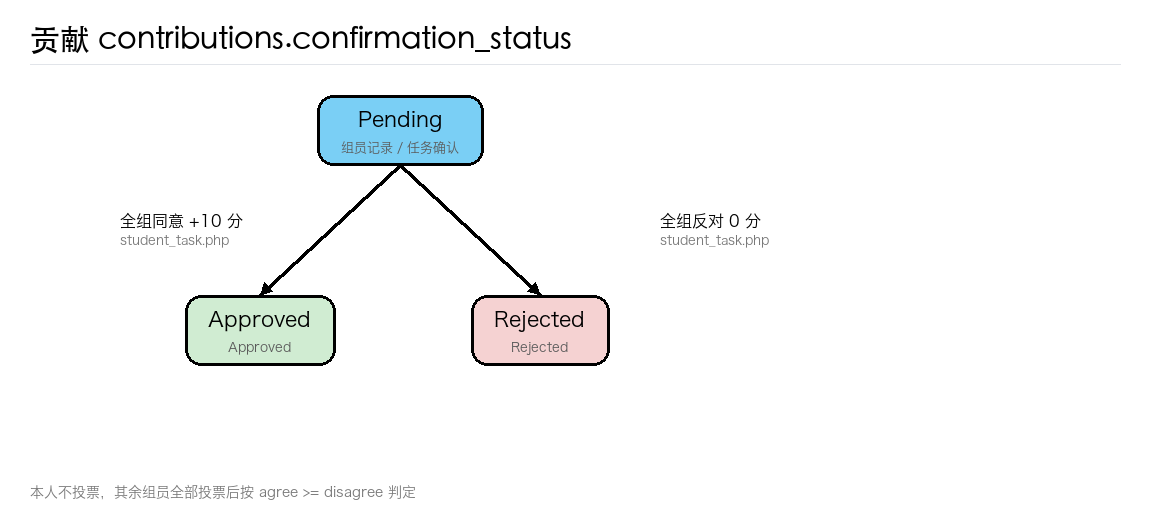 贡献 contributions.confirmation_status
Pending
组员记录 / 任务确认
全组同意 +10 分
student_task.php
全组反对 0 分
student_task.php
Approved
Approved
Rejected
Rejected
本人不投票，其余组员全部投票后按 agree >= disagree 判定